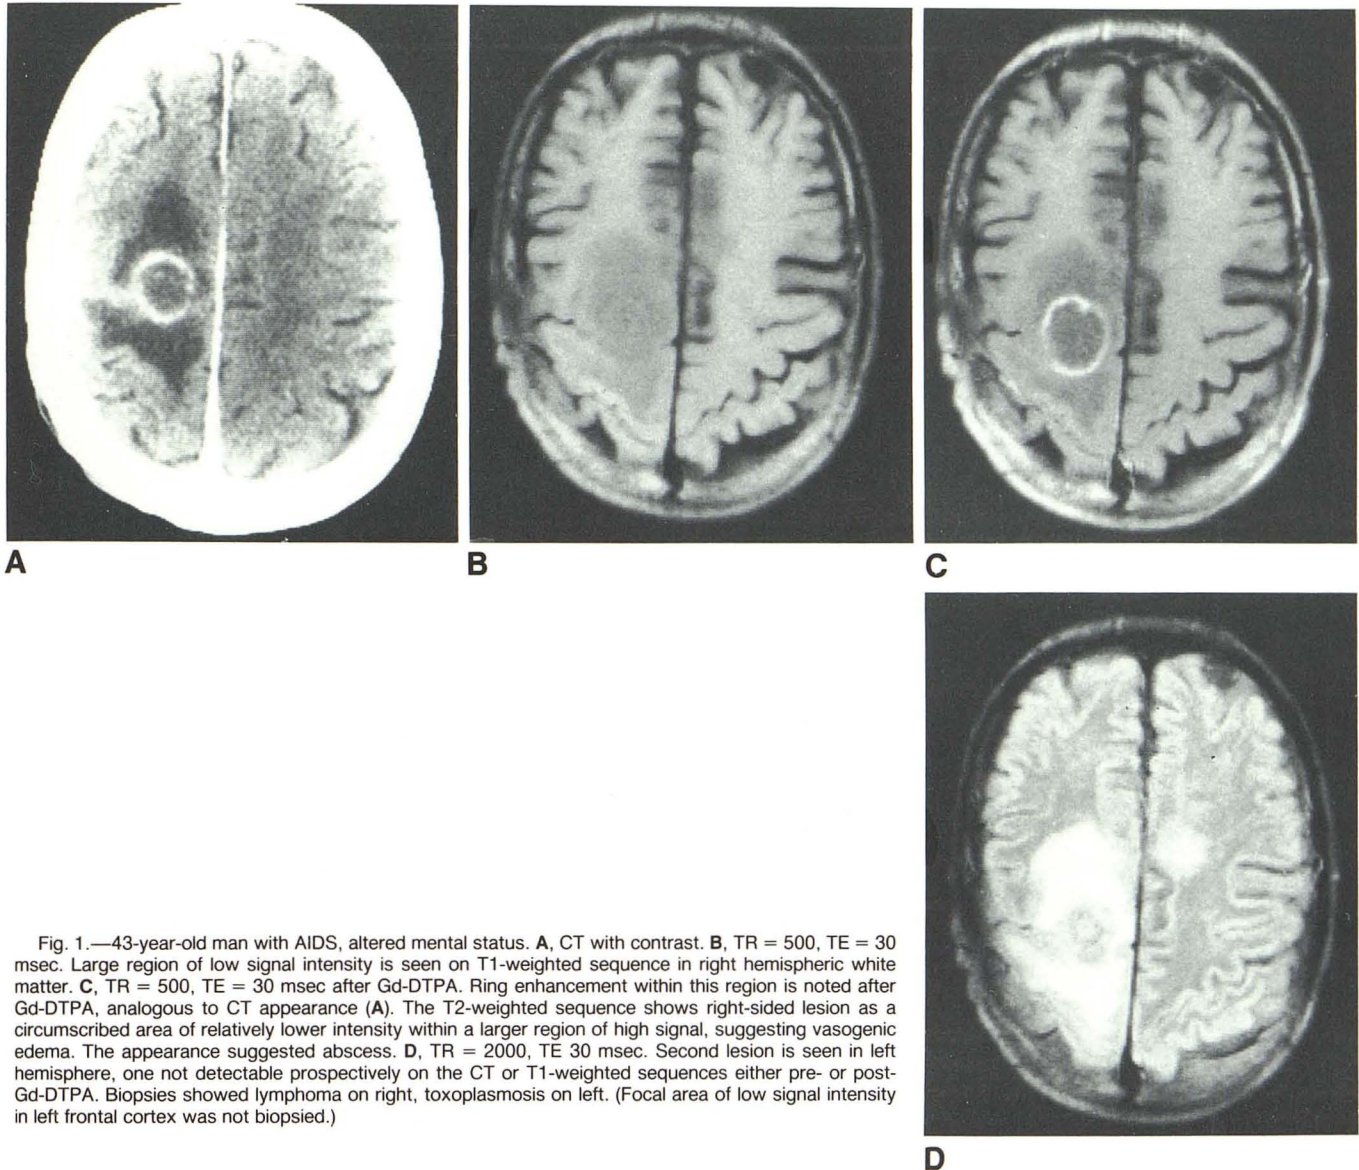 A
B
C
Fig. 1.—43-year-old man with AIDS, altered mental status. A, CT with contrast. B, TR = 500, TE = 30
msec. Large region of low signal intensity is seen on T1-weighted sequence in right hemispheric white
matter. C, TR = 500, TE = 30 msec after Gd-DTPA. Ring enhancement within this region is noted after
Gd-DTPA, analogous to CT appearance (A). The T2-weighted sequence shows right-sided lesion as a
circumscribed area of relatively lower intensity within a larger region of high signal, suggesting vasogenic
edema. The appearance suggested abscess. D, TR = 2000, TE 30 msec. Second lesion is seen in left
hemisphere, one not detectable prospectively on the CT or T1-weighted sequences either pre- or post-
Gd-DTPA. Biopsies showed lymphoma on right, toxoplasmosis on left. (Focal area of low signal intensity
in left frontal cortex was not biopsied.)
D